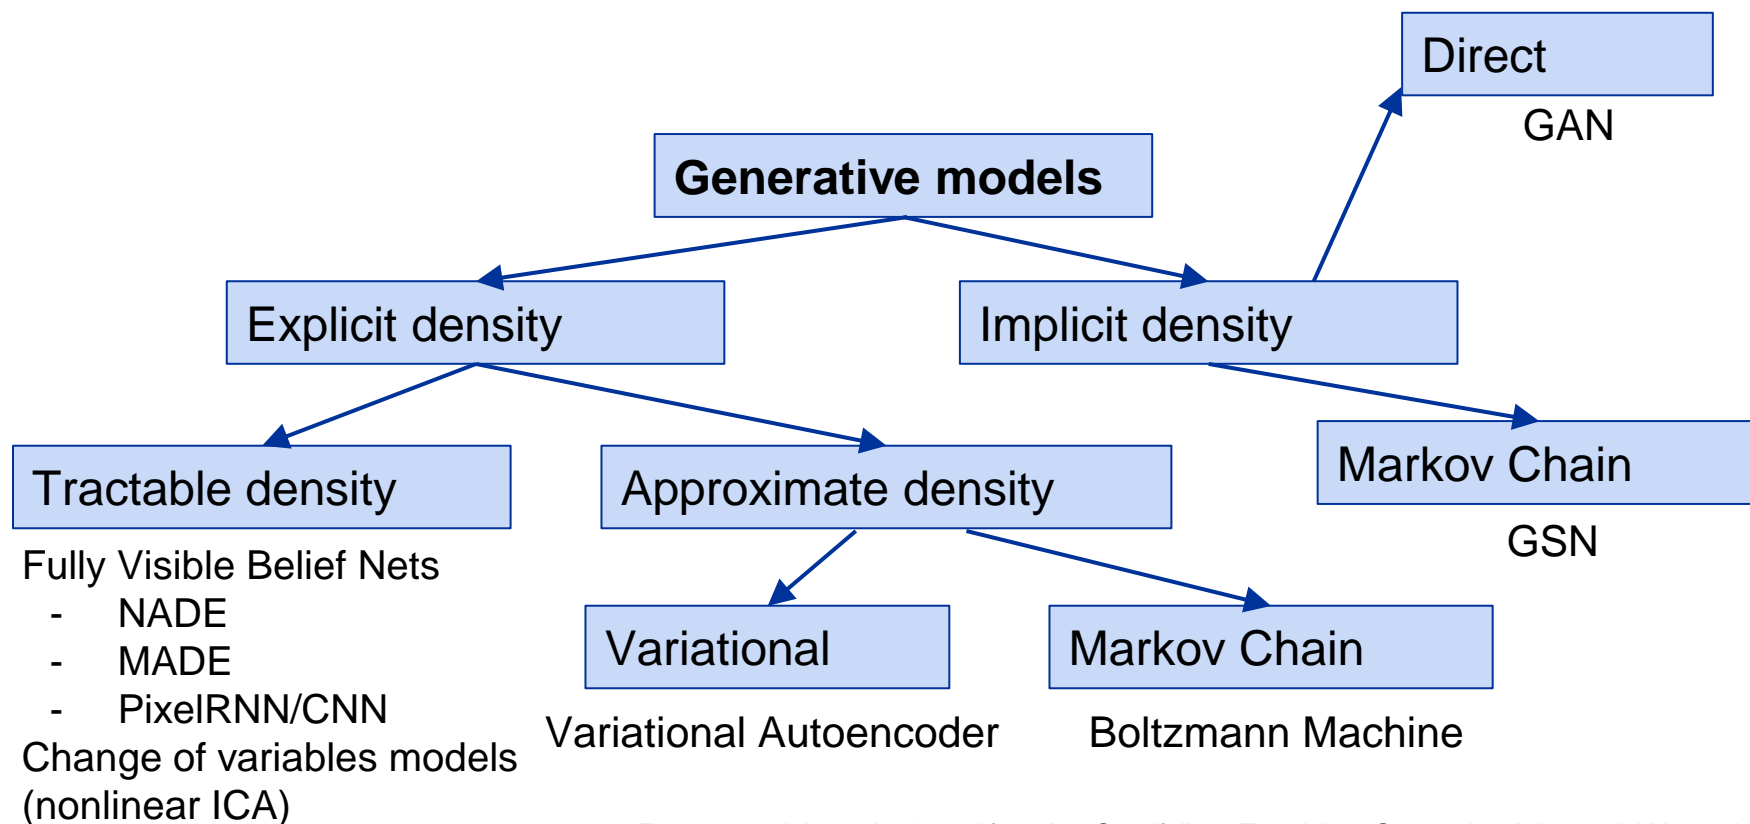 Direct
GAN
Generative models
Explicit density
Implicit density
Tractable density
Approximate density
Markov Chain
GSN
Fully Visible Belief Nets
- NADE
- MADE
- PixelRNN/CNN
Change of variables models
(nonlinear ICA)
Variational
Markov Chain
Variational Autoencoder
Boltzmann Machine